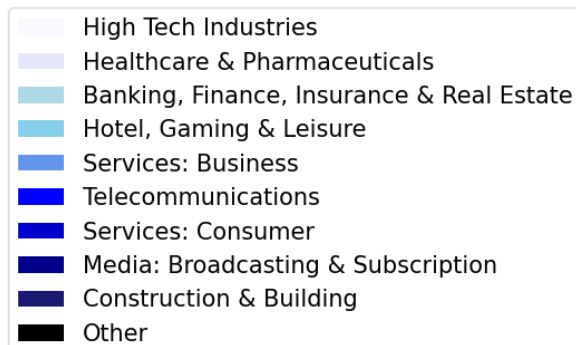 High Tech Industries
Healthcare & Pharmaceuticals
Banking, Finance, Insurance & Real Estate
Hotel, Gaming & Leisure
Services: Business
Telecommunications
Services: Consumer
Media: Broadcasting & Subscription
Construction & Building
Other